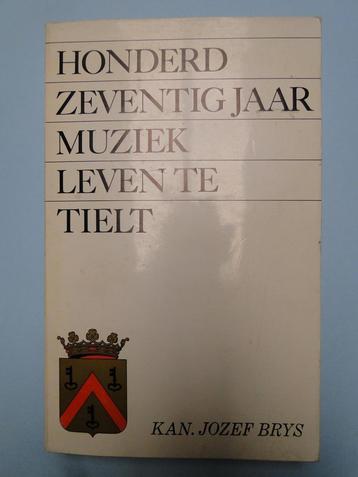 HONDERD
ZEVENTIG JAAR
MUZIEK
LEVEN TE
TIELT
KAN. JOZEF BRYS